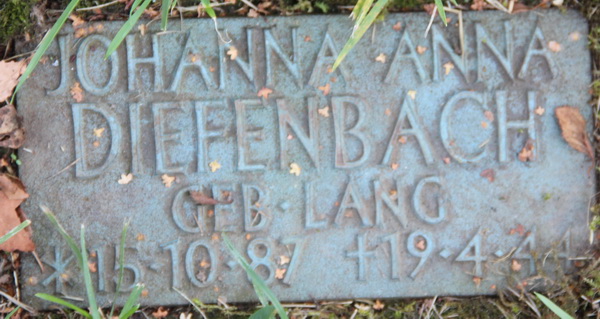 JOHANNA ANNA
DIEFENBACH
GEB·LANG
*15·10·87 †19·4·44